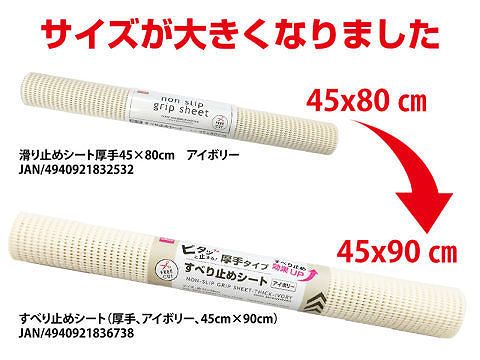 サイズが大きくなりました
non slip
grip sheet
45x80 ㎝
滑り止めシート厚手45×80cm　アイボリー
JAN/4940921832532
45x90 ㎝
ピタッ
と止まる!
厚手タイプ
すべり止め
効果UP
FREE
CUT
すべり止めシート
アイボリー
NON-SLIP GRIP SHEET-THICK-IVORY
すべり止めシート（厚手、アイボリー、45cm×90cm）
JAN/4940921836738